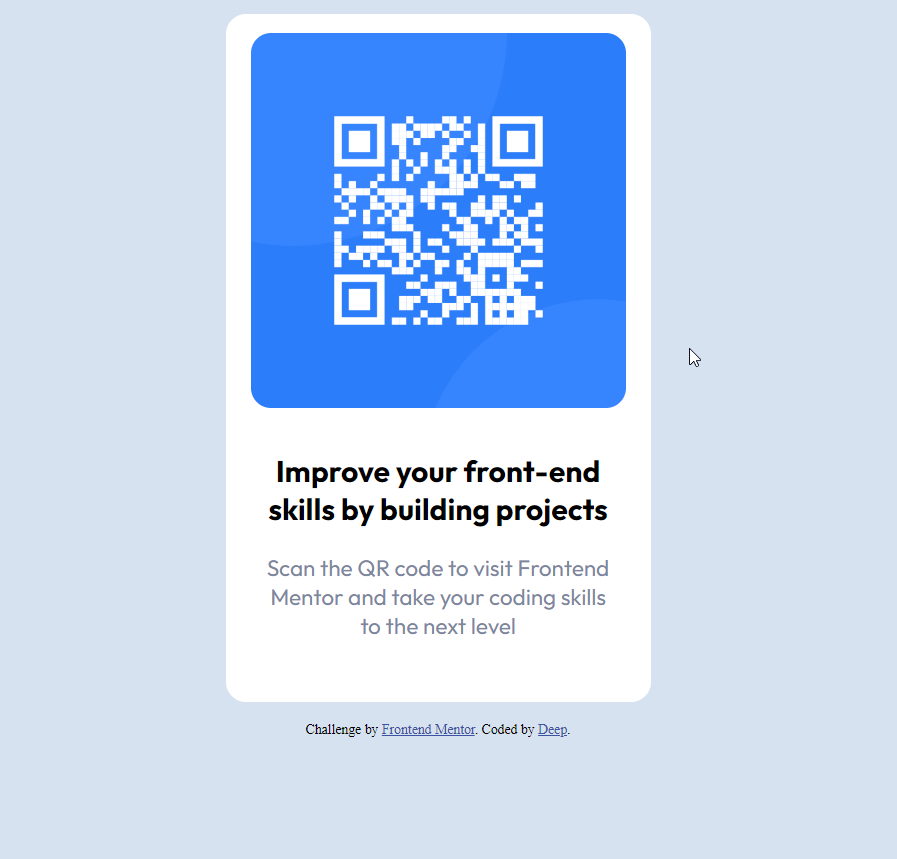 Improve your front-end
skills by building projects
Scan the QR code to visit Frontend
Mentor and take your coding skills
to the next level
Challenge by Frontend Mentor. Coded by Deep.